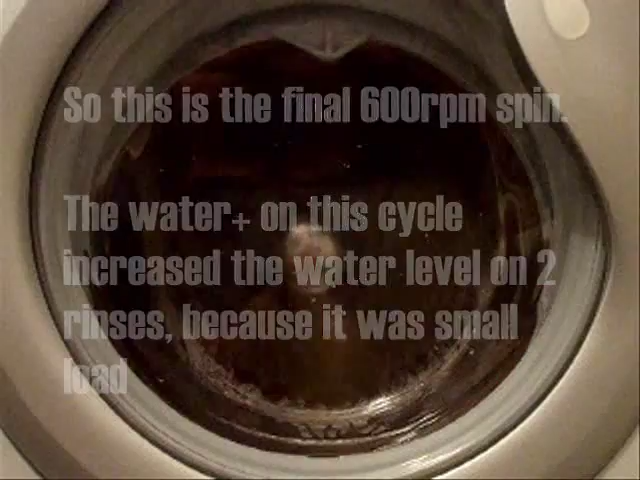 So this is the final 600rpm spin.
The water+ on this cycle
increased the water level on 2
rinses, because it was small
load